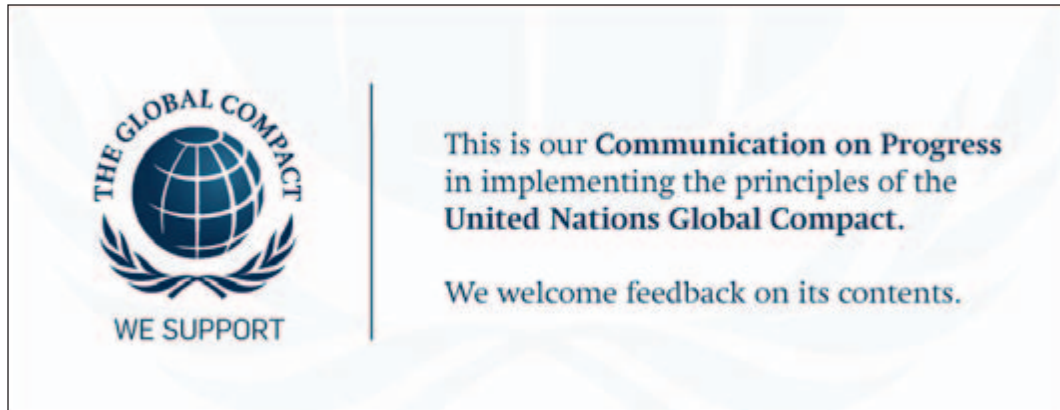 THE GLOBAL COMPACT
WE SUPPORT
This is our Communication on Progress
in implementing the principles of the
United Nations Global Compact.
We welcome feedback on its contents.